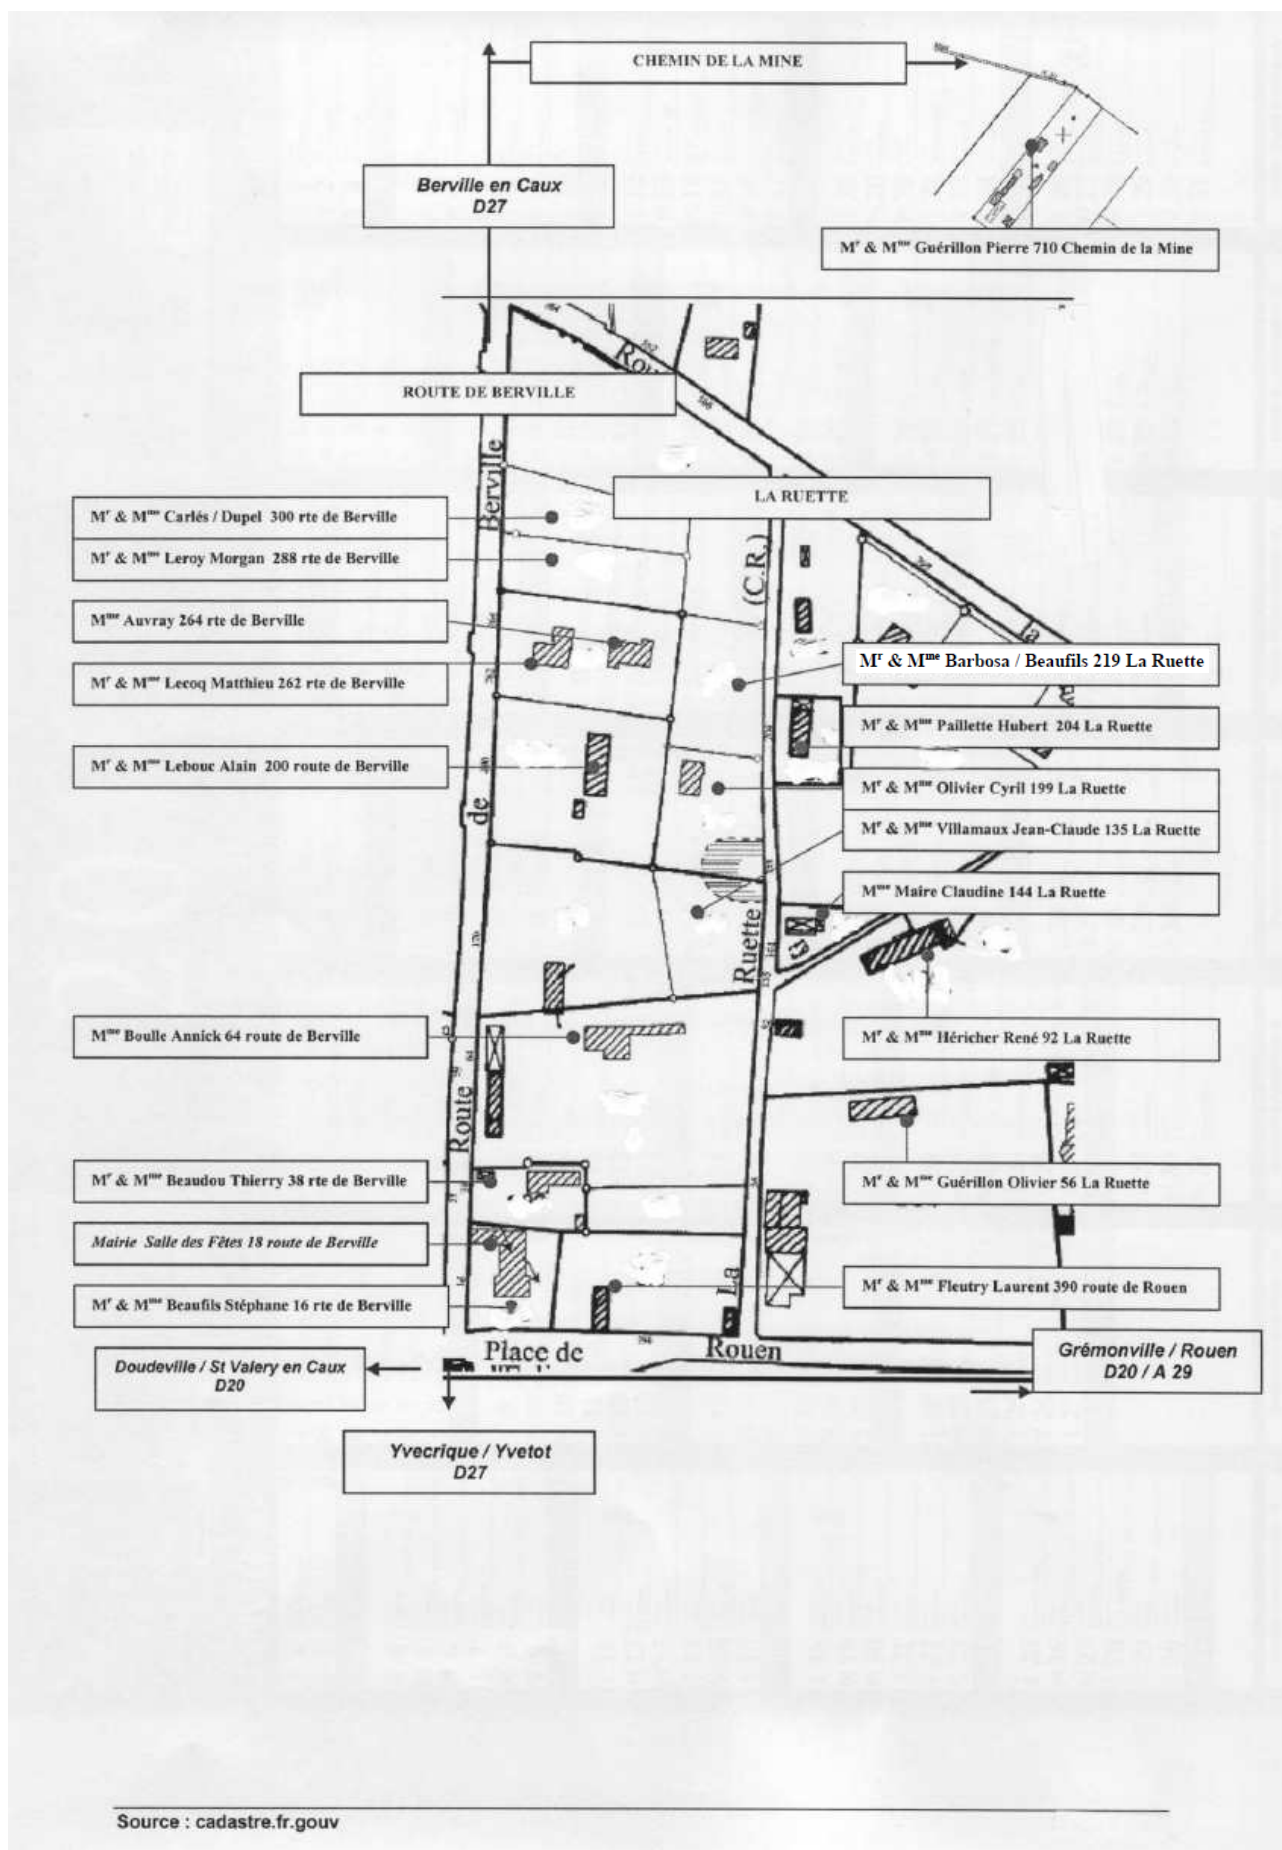 CHEMIN DE LA MINE
Berville en Caux
D27
Mʳ & Mᵐᵉ Guérillon Pierre 710 Chemin de la Mine
ROUTE DE BERVILLE
LA RUETTE
Mʳ & Mᵐᵉ Carlés / Dupel 300 rte de Berville
Mʳ & Mᵐᵉ Leroy Morgan 288 rte de Berville
Mᵐᵉ Auvray 264 rte de Berville
Mʳ & Mᵐᵉ Lecoq Matthieu 262 rte de Berville
Mʳ & Mᵐᵉ Lebouc Alain 200 route de Berville
Mᵐᵉ Boulle Annick 64 route de Berville
Mʳ & Mᵐᵉ Beaudou Thierry 38 rte de Berville
Mairie Salle des Fêtes 18 route de Berville
Mʳ & Mᵐᵉ Beaufils Stéphane 16 rte de Berville
Route de Berville
La Ruette (C.R.)
Mʳ & Mᵐᵉ Barbosa / Beaufils 219 La Ruette
Mʳ & Mᵐᵉ Paillette Hubert 204 La Ruette
Mʳ & Mᵐᵉ Olivier Cyril 199 La Ruette
Mʳ & Mᵐᵉ Villamaux Jean-Claude 135 La Ruette
Mᵐᵉ Maire Claudine 144 La Ruette
Mʳ & Mᵐᵉ Héricher René 92 La Ruette
Mʳ & Mᵐᵉ Guérillon Olivier 56 La Ruette
Mʳ & Mᵐᵉ Fleutry Laurent 390 route de Rouen
Place de Rouen
Doudeville / St Valery en Caux
D20
Grémonville / Rouen
D20 / A 29
Yvecrique / Yvetot
D27
Source : cadastre.fr.gouv